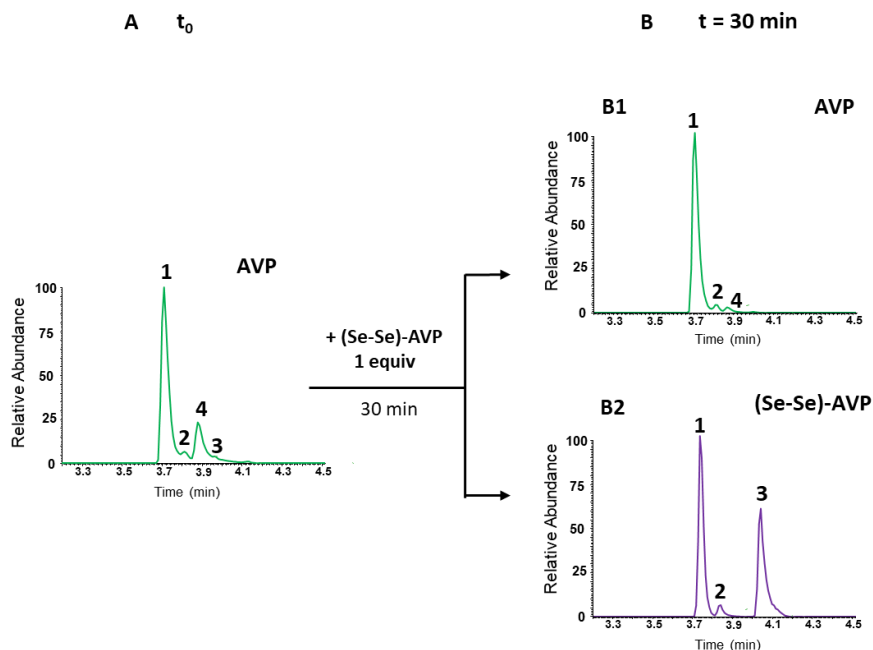 A t₀
B t = 30 min
B1 AVP
1
2
4
Relative Abundance
100
75
50
25
0
3.3 3.5 3.7 3.9 4.1 4.3 4.5
Time (min)
AVP
1
4
2
3
Relative Abundance
100
75
50
25
0
3.3 3.5 3.7 3.9 4.1 4.3 4.5
Time (min)
+ (Se-Se)-AVP
1 equiv
30 min
B2 (Se-Se)-AVP
1
3
2
Relative Abundance
100
75
50
25
0
3.3 3.5 3.7 3.9 4.1 4.3 4.5
Time (min)